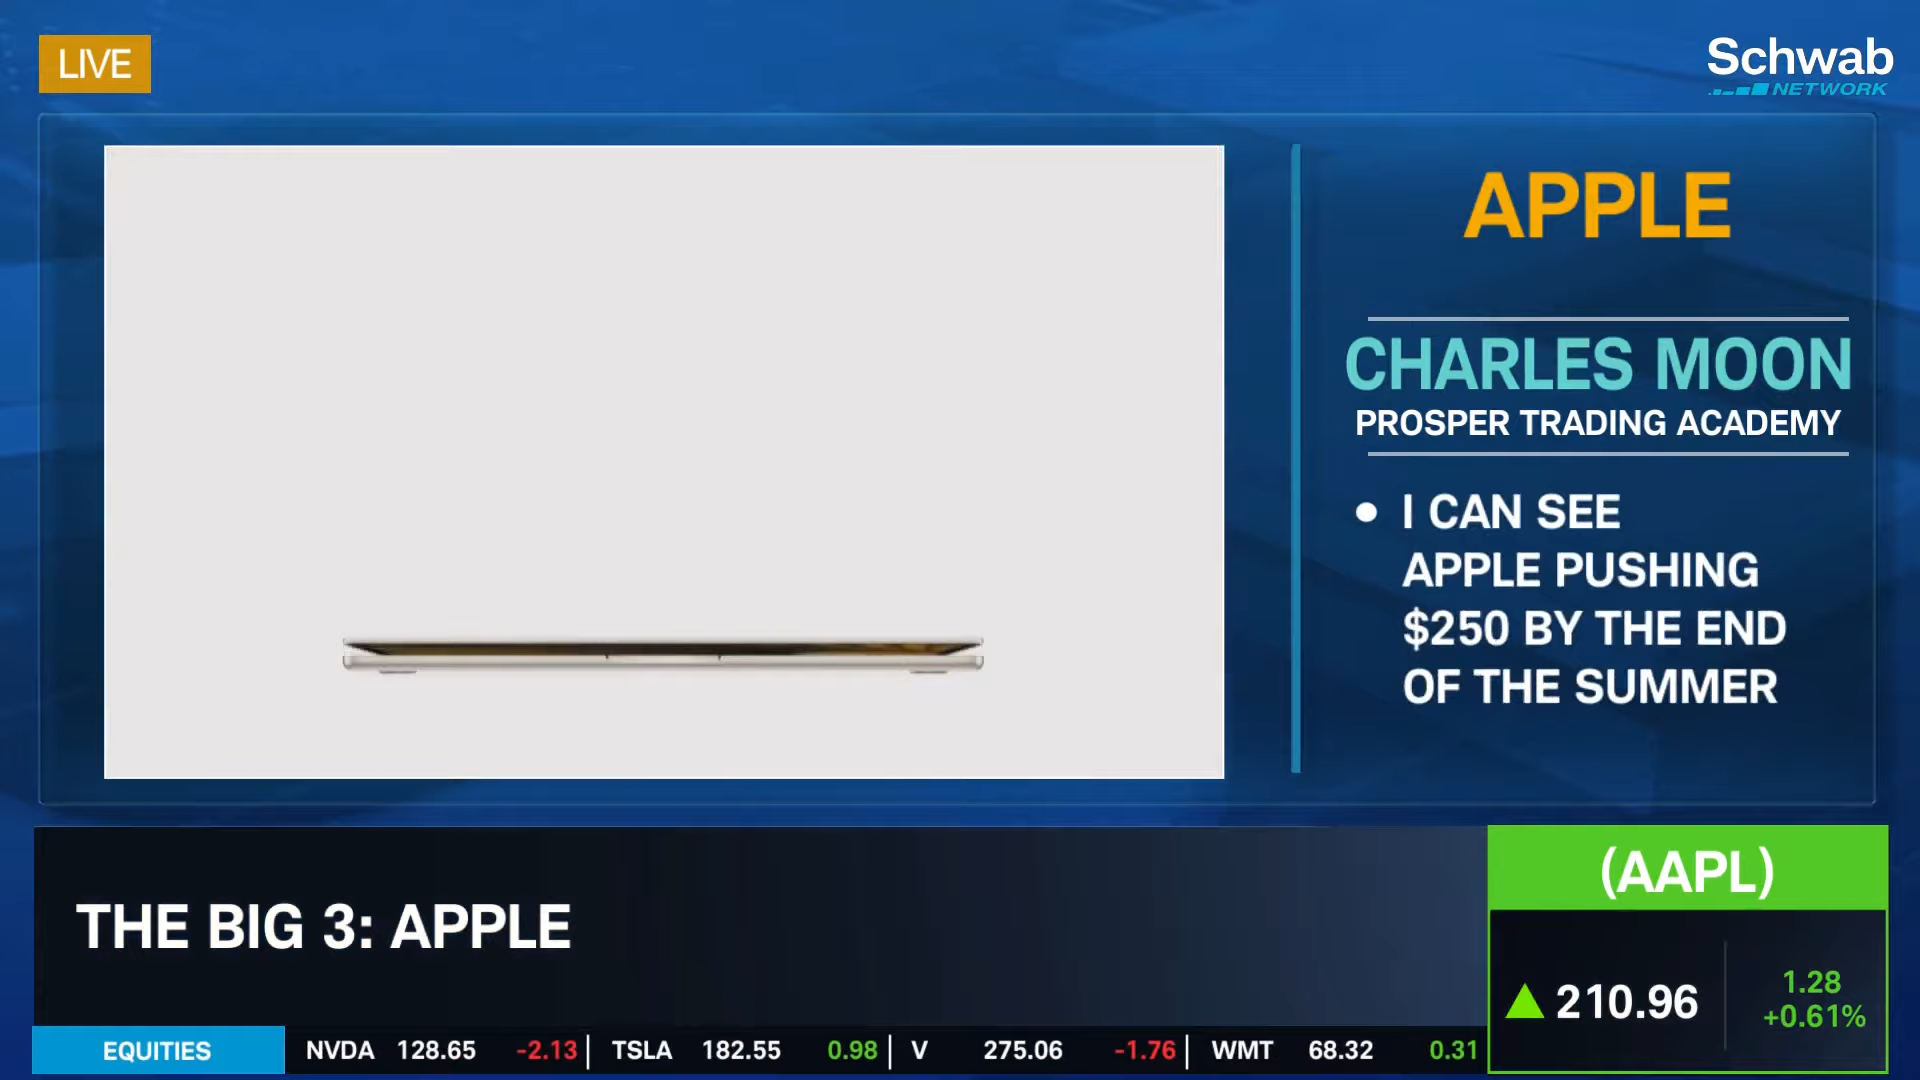 LIVE
Schwab
NETWORK
APPLE
CHARLES MOON
PROSPER TRADING ACADEMY
• I CAN SEE
APPLE PUSHING
$250 BY THE END
OF THE SUMMER
THE BIG 3: APPLE
(AAPL)
▲ 210.96
1.28
+0.61%
EQUITIES
NVDA 128.65 -2.13 | TSLA 182.55 0.98 | V 275.06 -1.76 | WMT 68.32 0.31